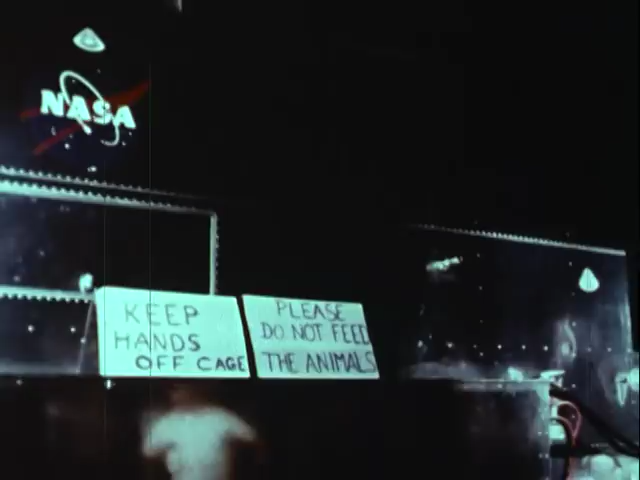 NASA
KEEP
HANDS
OFF CAGE
PLEASE
DO NOT FEED
THE ANIMALS